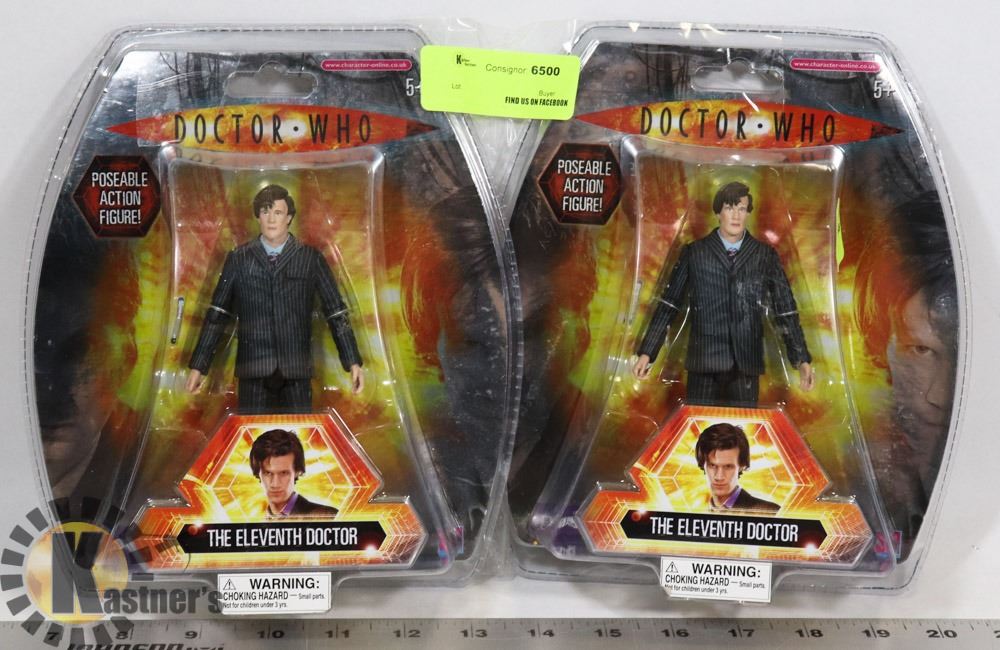 Kastner Auctions
Consignor 6500
Lot
Buyer
FIND US ON FACEBOOK
www.character-online.co.uk
5+
DOCTOR·WHO
POSEABLE
ACTION
FIGURE!
THE ELEVENTH DOCTOR
WARNING:
CHOKING HAZARD — Small parts.
Not for children under 3 yrs.
www.character-online.co.uk
5+
DOCTOR·WHO
POSEABLE
ACTION
FIGURE!
THE ELEVENTH DOCTOR
WARNING:
CHOKING HAZARD — Small parts.
Not for children under 3 yrs.
Kastner's
7 8 9 10 11 12 13 14 15 16 17 18 19 20
JOHNSON